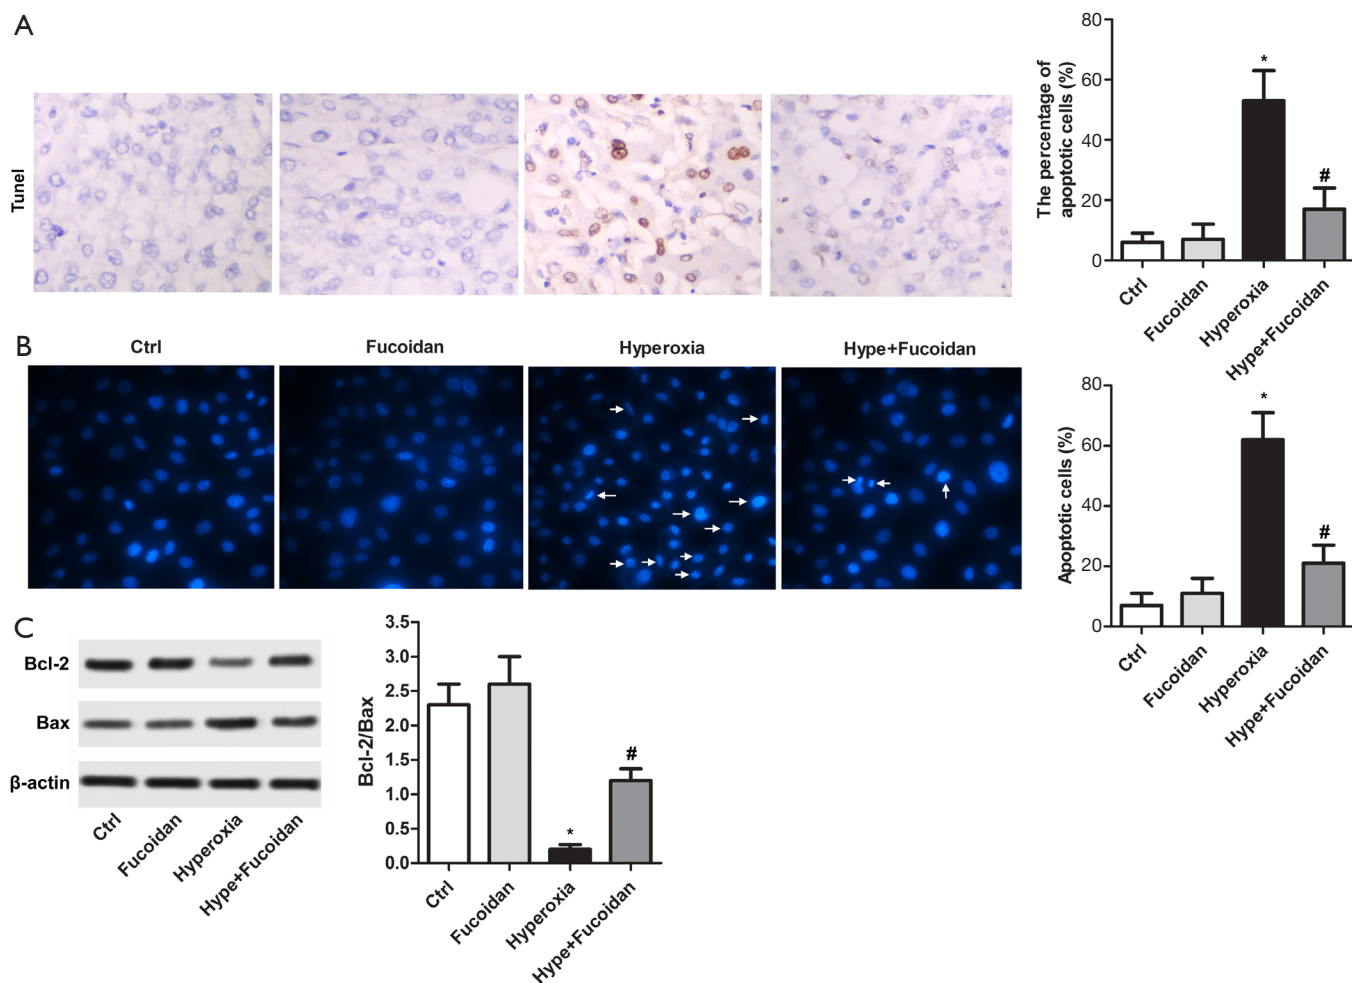 A
Tunel
The percentage of
apoptotic cells (%)
80
60
40
20
0
*
#
Ctrl
Fucoidan
Hyperoxia
Hype+Fucoidan
B
Ctrl
Fucoidan
Hyperoxia
Hype+Fucoidan
Apoptotic cells (%)
80
60
40
20
0
*
#
Ctrl
Fucoidan
Hyperoxia
Hype+Fucoidan
C
Bcl-2
Bax
β-actin
Ctrl
Fucoidan
Hyperoxia
Hype+Fucoidan
Bcl-2/Bax
3.5
3.0
2.5
2.0
1.5
1.0
0.5
0.0
*
#
Ctrl
Fucoidan
Hyperoxia
Hype+Fucoidan